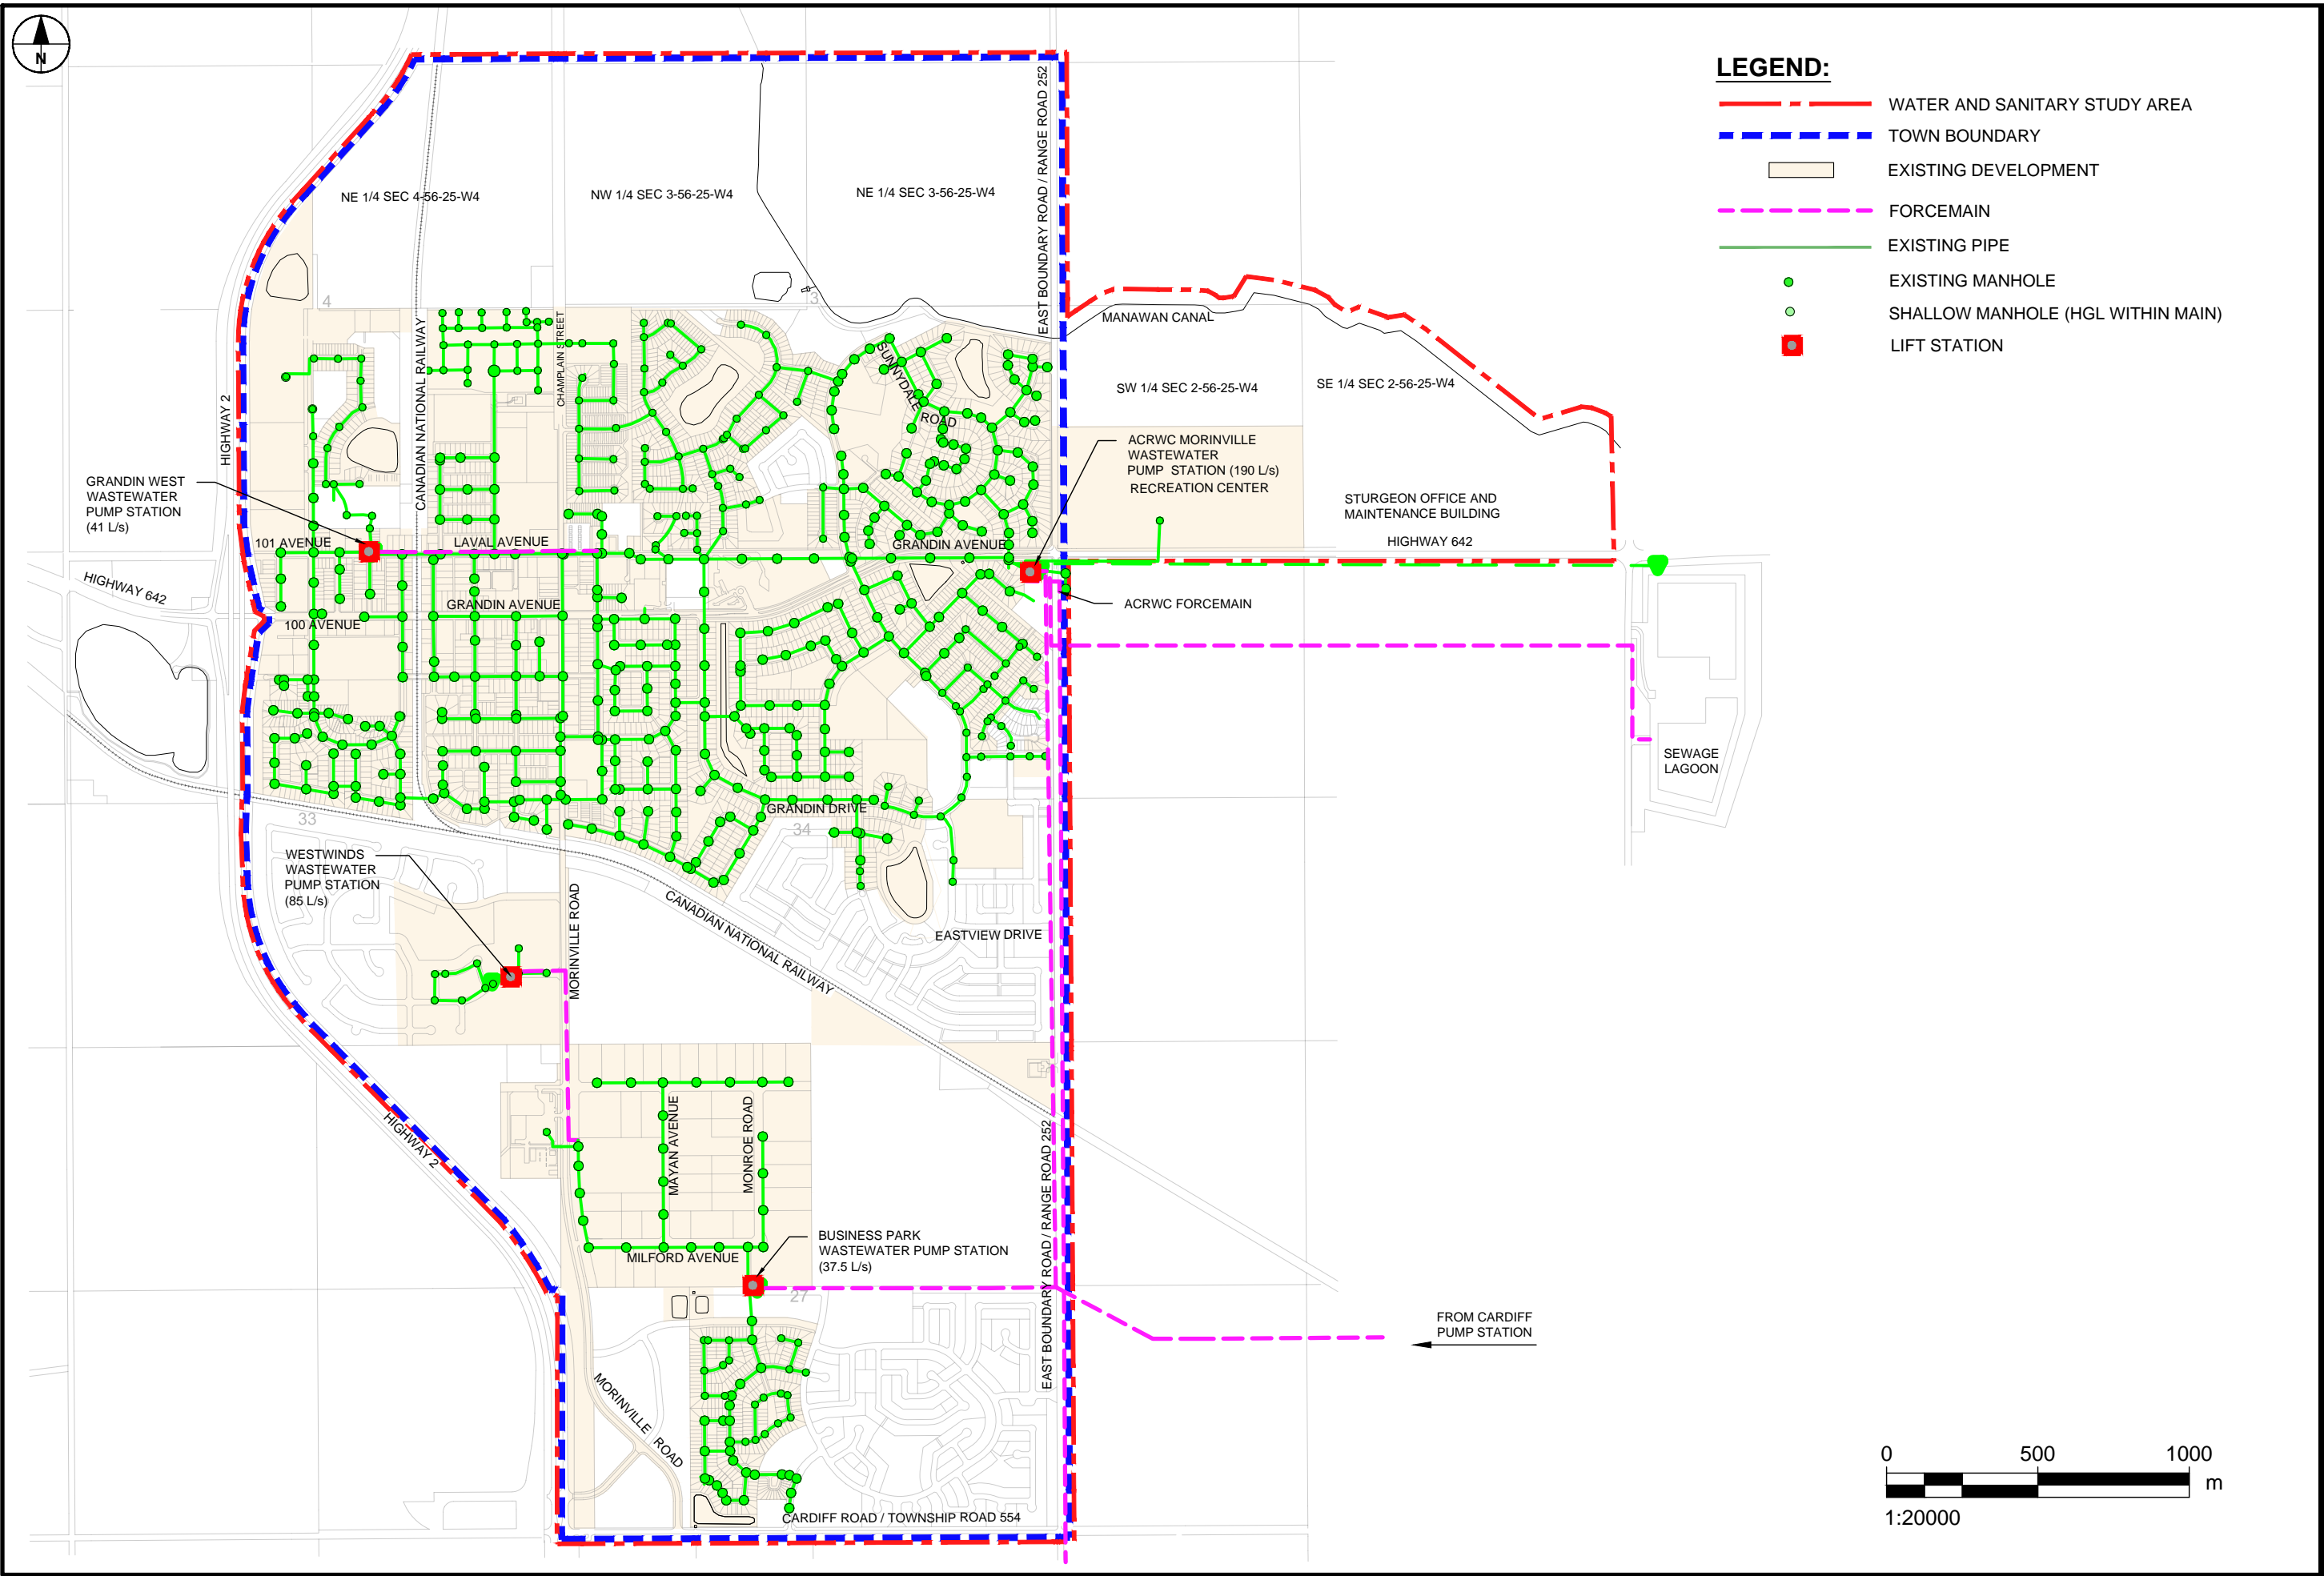 N
LEGEND:
WATER AND SANITARY STUDY AREA
TOWN BOUNDARY
EXISTING DEVELOPMENT
FORCEMAIN
EXISTING PIPE
EXISTING MANHOLE
SHALLOW MANHOLE (HGL WITHIN MAIN)
LIFT STATION
NE 1/4 SEC 4-56-25-W4
NW 1/4 SEC 3-56-25-W4
NE 1/4 SEC 3-56-25-W4
EAST BOUNDARY ROAD / RANGE ROAD 252
4
3
MANAWAN CANAL
CANADIAN NATIONAL RAILWAY
CHAMPLAIN STREET
SUNNYDALE
ROAD
HIGHWAY 2
SW 1/4 SEC 2-56-25-W4
SE 1/4 SEC 2-56-25-W4
ACRWC MORINVILLE
WASTEWATER
PUMP STATION (190 L/s)
RECREATION CENTER
GRANDIN WEST
WASTEWATER
PUMP STATION
(41 L/s)
STURGEON OFFICE AND
MAINTENANCE BUILDING
101 AVENUE
LAVAL AVENUE
GRANDIN AVENUE
HIGHWAY 642
HIGHWAY 642
GRANDIN AVENUE
100 AVENUE
ACRWC FORCEMAIN
SEWAGE
LAGOON
GRANDIN DRIVE
33
34
WESTWINDS
WASTEWATER
PUMP STATION
(85 L/s)
MORINVILLE ROAD
CANADIAN NATIONAL RAILWAY
EASTVIEW DRIVE
HIGHWAY 2
MAYAN AVENUE
MONROE ROAD
EAST BOUNDARY ROAD / RANGE ROAD 252
MILFORD AVENUE
BUSINESS PARK
WASTEWATER PUMP STATION
(37.5 L/s)
27
FROM CARDIFF
PUMP STATION
MORINVILLE ROAD
CARDIFF ROAD / TOWNSHIP ROAD 554
0 500 1000
m
1:20000